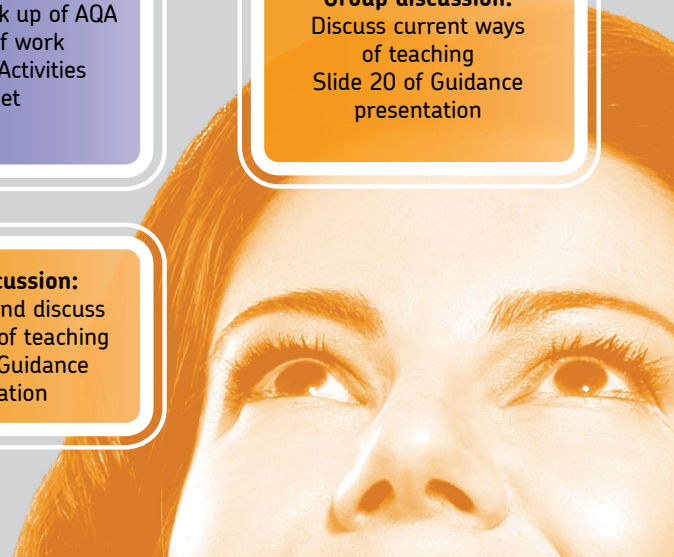 k up of AQA
f work
Activities
et
Group discussion:
Discuss current ways
of teaching
Slide 20 of Guidance
presentation
cussion:
nd discuss
of teaching
Guidance
ation